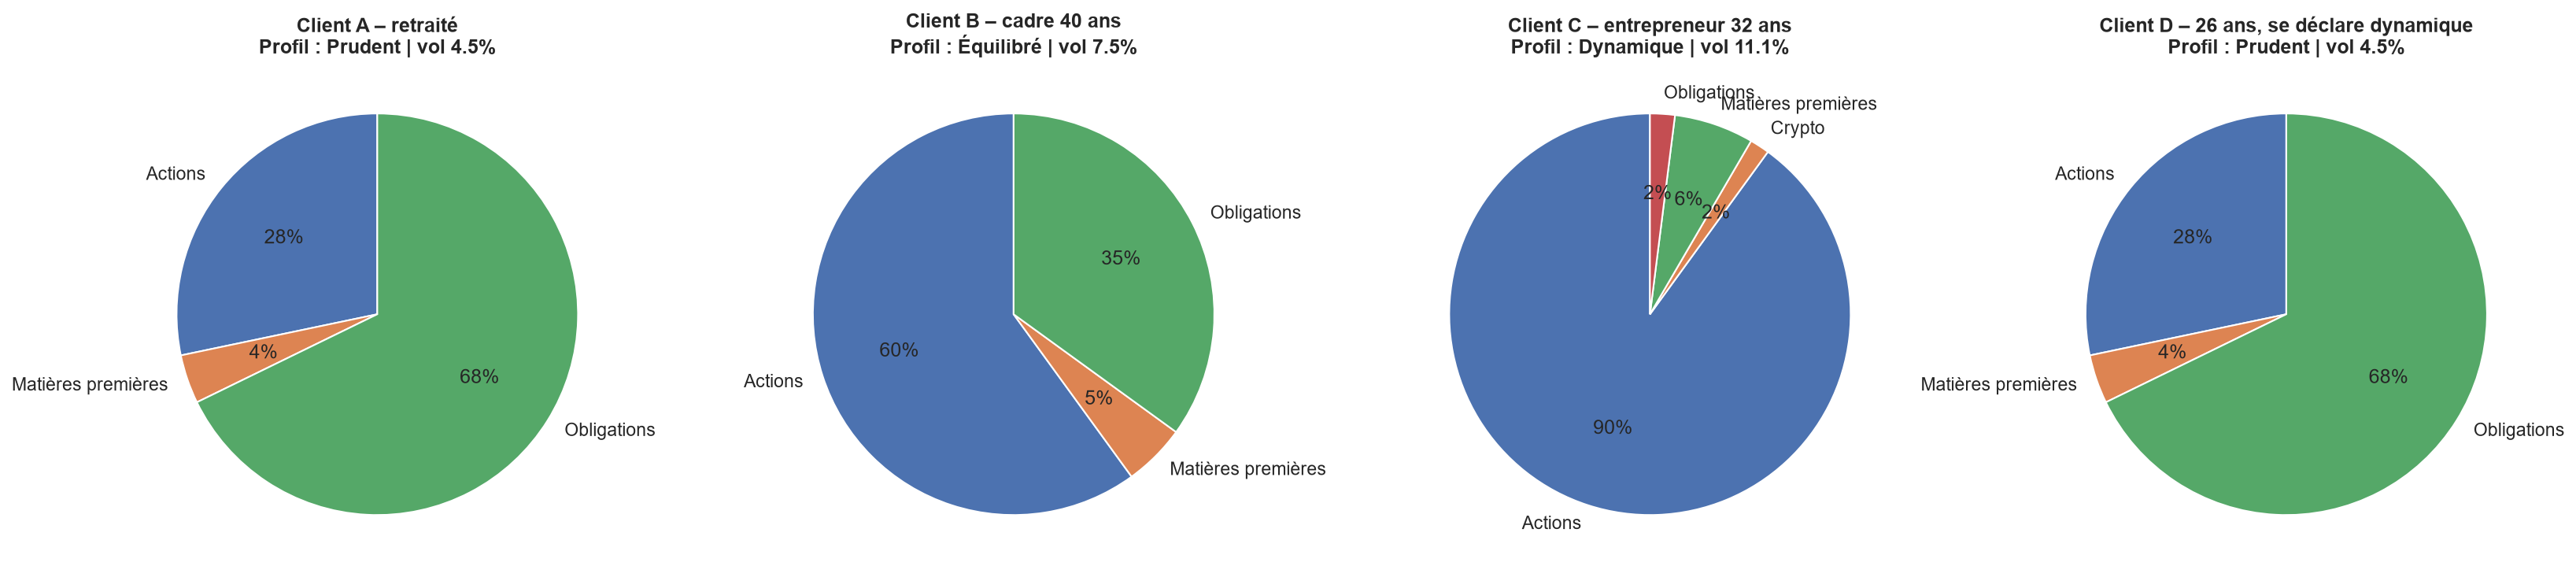 Client A – retraité
Profil : Prudent | vol 4.5%
Actions
28%
4%
Matières premières
68%
Obligations
Client B – cadre 40 ans
Profil : Équilibré | vol 7.5%
Obligations
35%
60%
Actions
5%
Matières premières
Client C – entrepreneur 32 ans
Profil : Dynamique | vol 11.1%
Obligations
Matières premières
Crypto
2%
6%
2%
90%
Actions
Client D – 26 ans, se déclare dynamique
Profil : Prudent | vol 4.5%
Actions
28%
4%
Matières premières
68%
Obligations